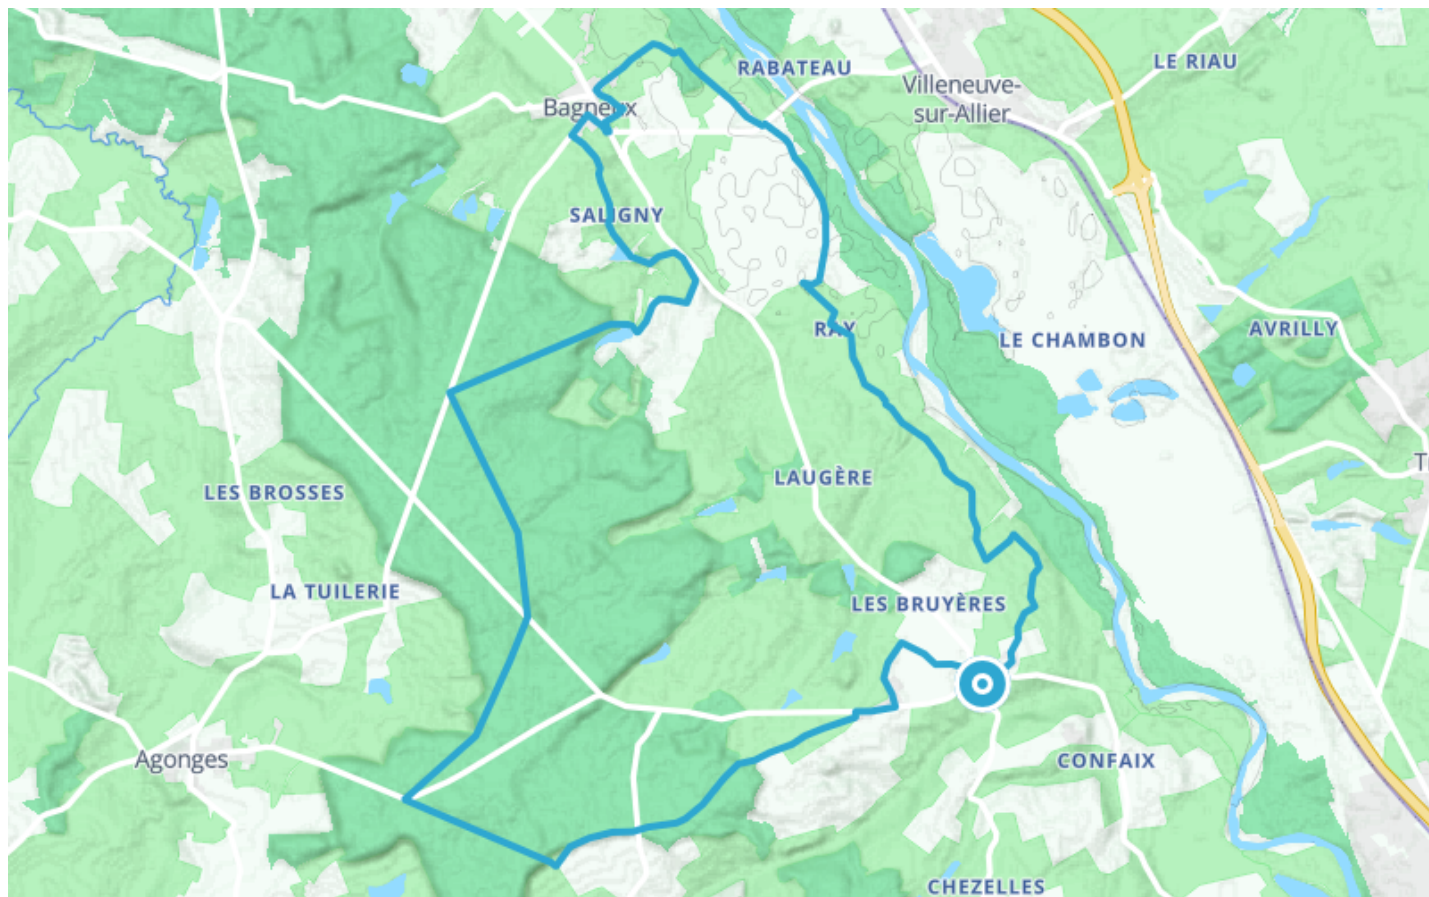 LE RIAU
RABATEAU
Villeneuve-
sur-Allier
Bagneux
SALIGNY
RAY
LE CHAMBON
AVRILLY
LAUGÈRE
LES BROSSES
LA TUILERIE
LES BRUYÈRES
Agonges
CONFAIX
CHEZELLES